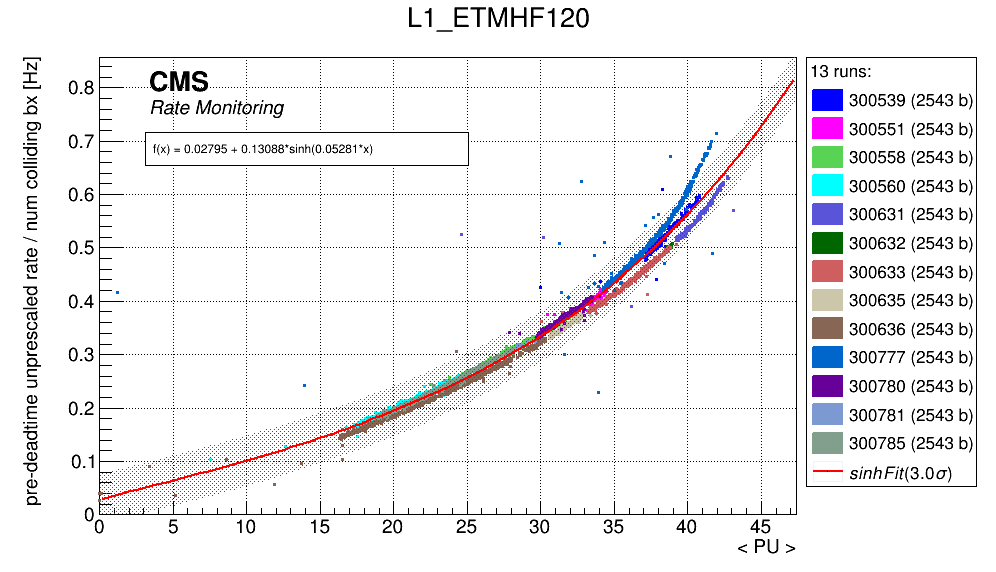 L1_ETMHF120
pre-deadtime unprescaled rate / num colliding bx [Hz]
0.8
0.7
0.6
0.5
0.4
0.3
0.2
0.1
0
CMS
Rate Monitoring
f(x) = 0.02795 + 0.13088*sinh(0.05281*x)
0 5 10 15 20 25 30 35 40 45
< PU >
13 runs:
300539 (2543 b)
300551 (2543 b)
300558 (2543 b)
300560 (2543 b)
300631 (2543 b)
300632 (2543 b)
300633 (2543 b)
300635 (2543 b)
300636 (2543 b)
300777 (2543 b)
300780 (2543 b)
300781 (2543 b)
300785 (2543 b)
sinhFit(3.0σ)